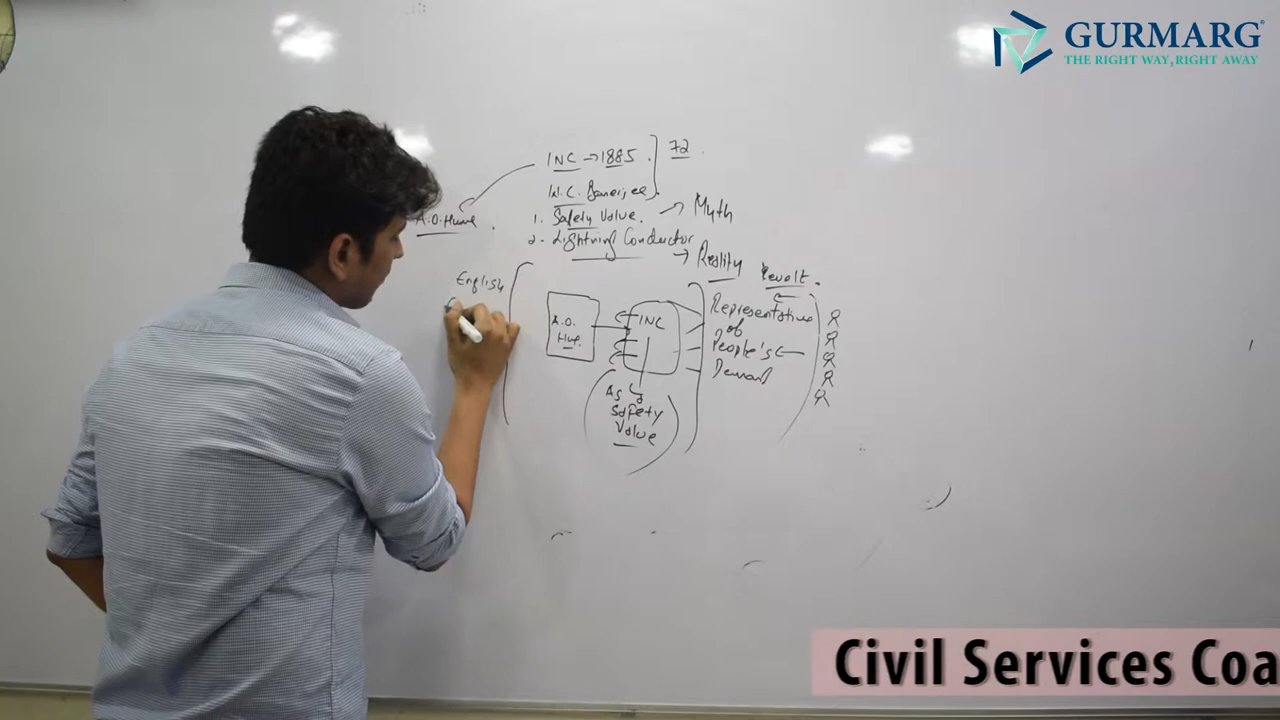 GURMARG
THE RIGHT WAY, RIGHT AWAY
INC → 1885 . 72 .
W.C. Banerjee
A.O. Hume .
1. Safety Valve. → Myth
2. Lightning Conductor → Reality
English
Revolt .
A.O.
Hume
INC
Representative
of
People's ←
Demand
As
Safety
Value
Civil Services Coa